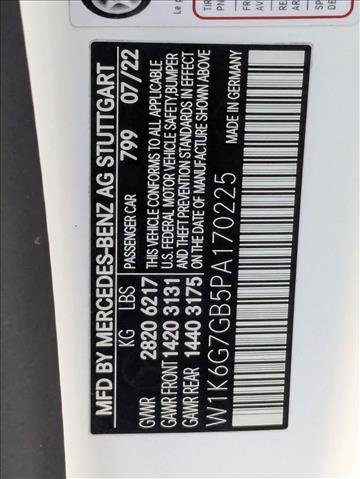 MFD BY MERCEDES-BENZ AG STUTTGART
KG LBS PASSENGER CAR 799 07/22
GVWR 2820 6217 THIS VEHICLE CONFORMS TO ALL APPLICABLE
GAWR FRONT 1420 3131 U.S. FEDERAL MOTOR VEHICLE SAFETY, BUMPER
AND THEFT PREVENTION STANDARDS IN EFFECT
GAWR REAR 1440 3175 ON THE DATE OF MANUFACTURE SHOWN ABOVE
W1K6G7GB5PA170225 MADE IN GERMANY